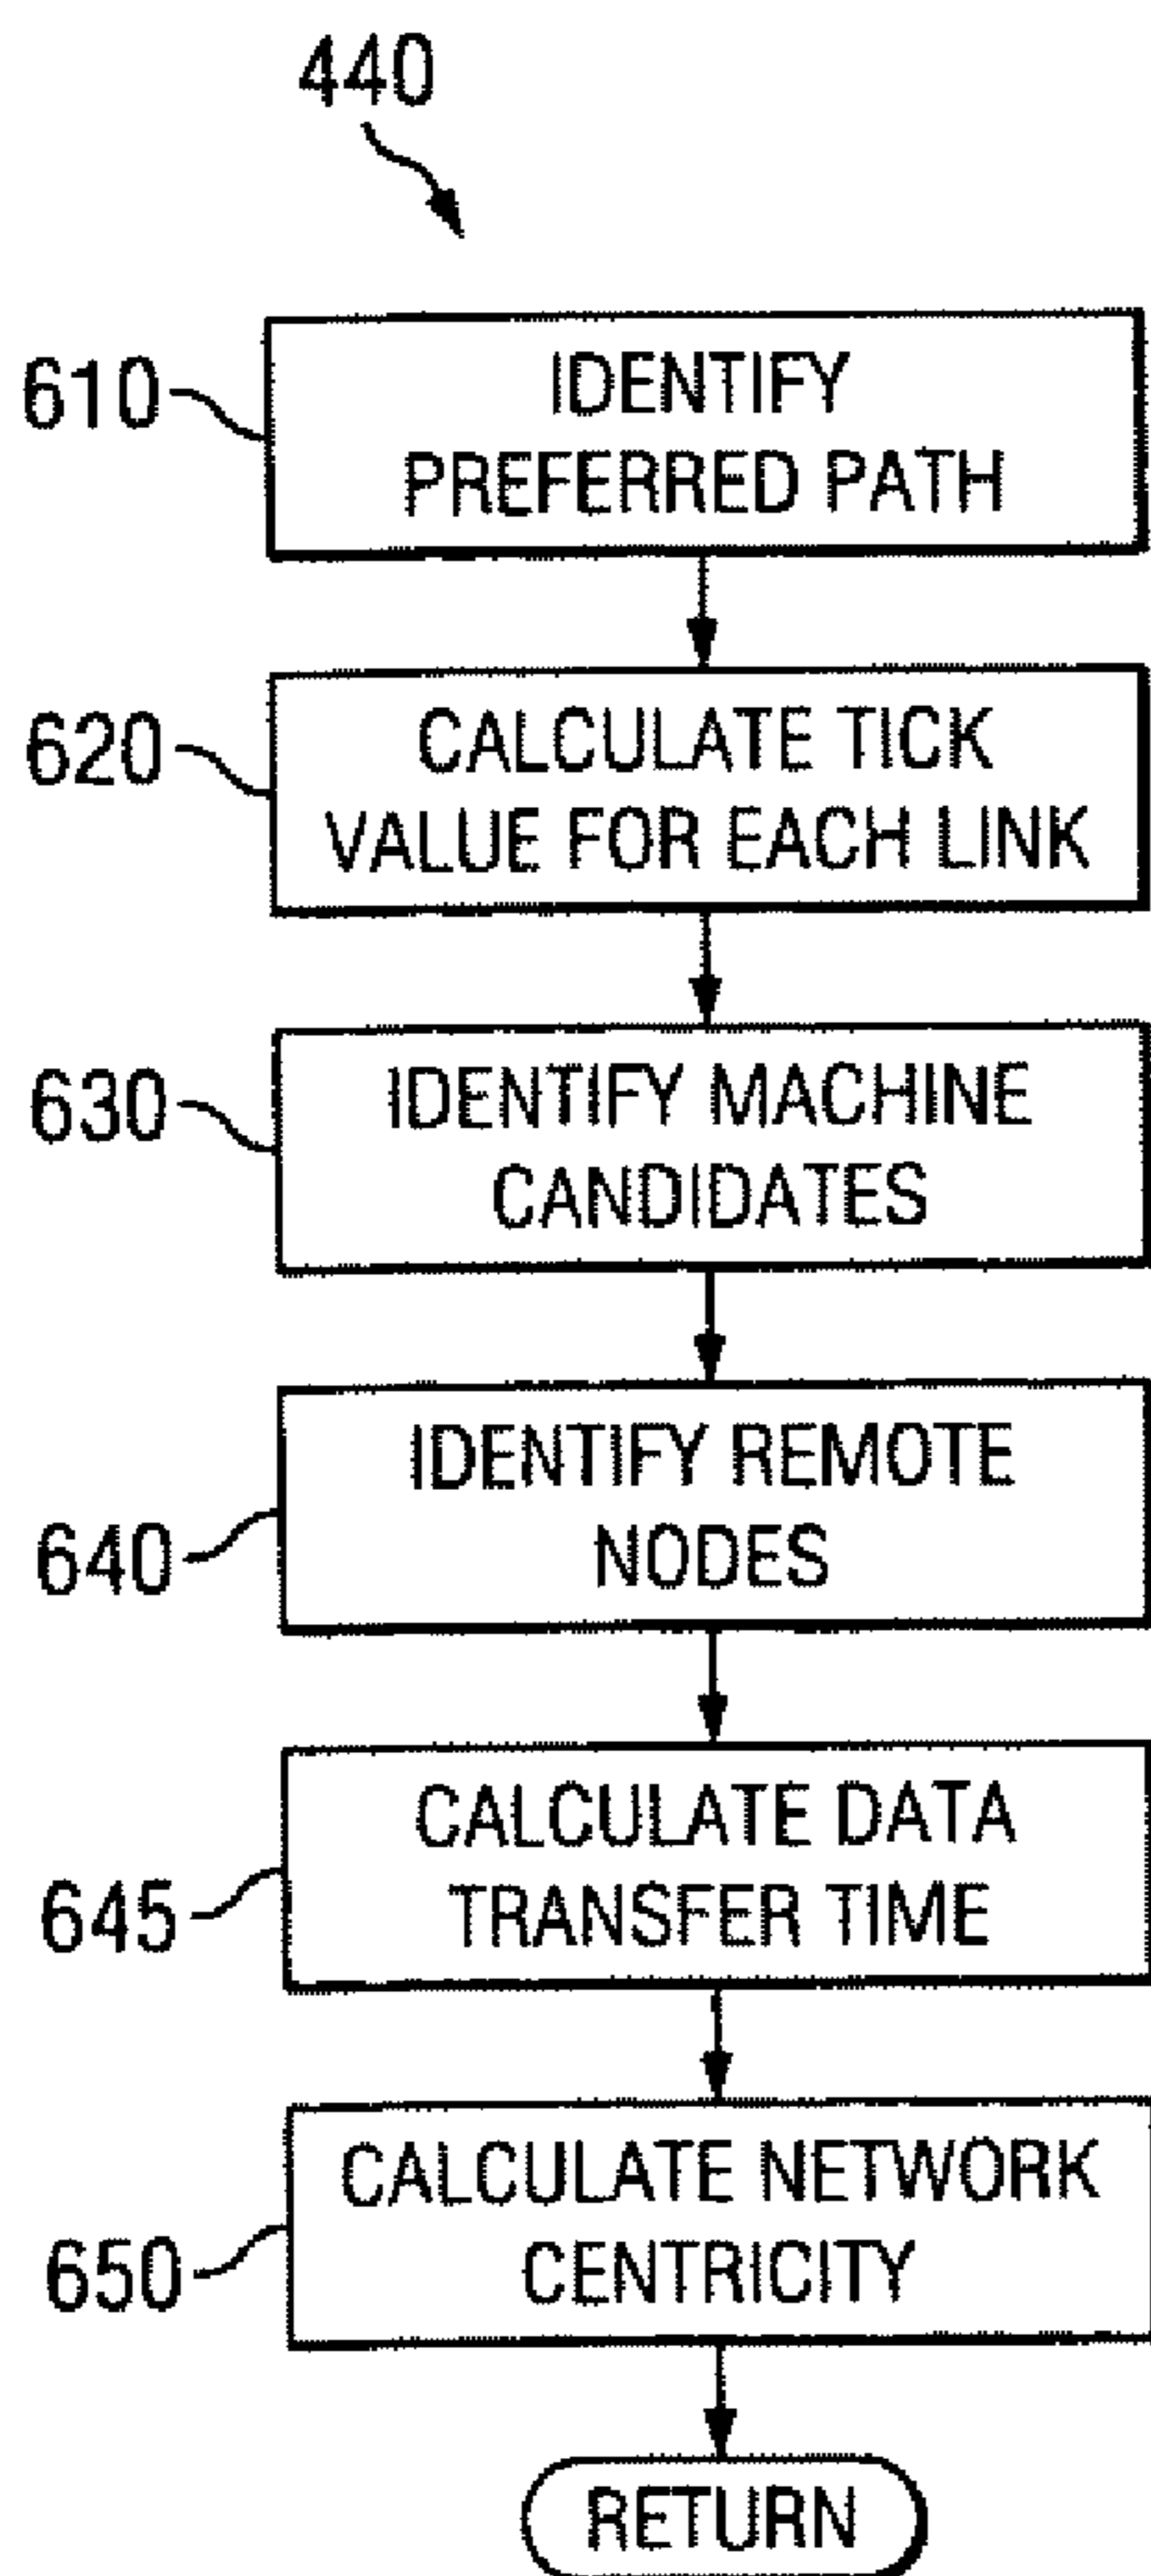 440
610
IDENTIFY
PREFERRED PATH
620
CALCULATE TICK
VALUE FOR EACH LINK
630
IDENTIFY MACHINE
CANDIDATES
640
IDENTIFY REMOTE
NODES
645
CALCULATE DATA
TRANSFER TIME
650
CALCULATE NETWORK
CENTRICITY
RETURN